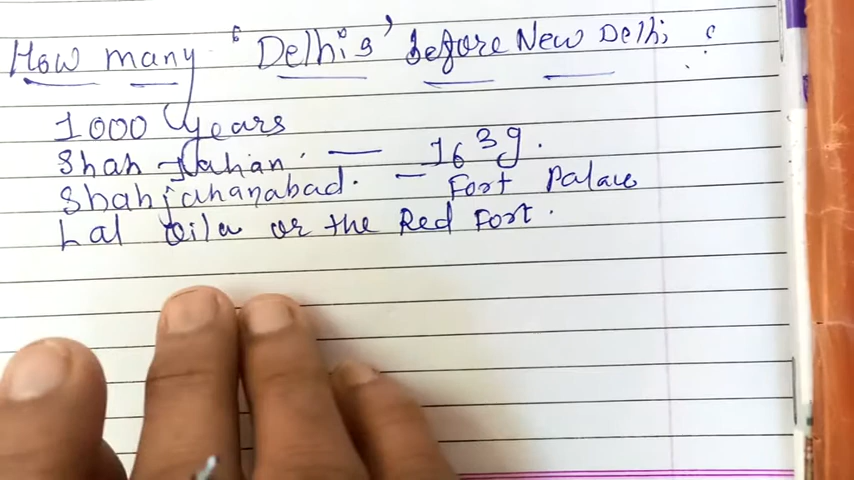 How many 'Delhis' before New Delhi ?
1000 years
Shah Jahan. — 1639.
Shahjahanabad. — Fort Palace
Lal Qila or the Red Fort.